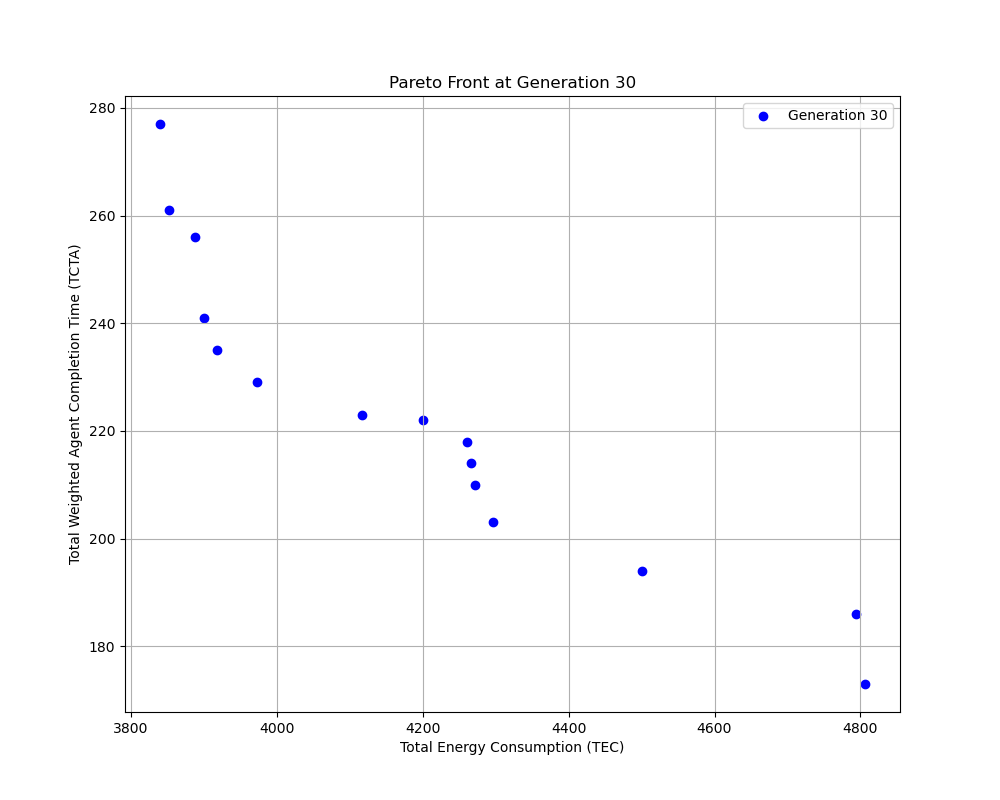 Pareto Front at Generation 30
Generation 30
280
260
240
220
200
180
Total Weighted Agent Completion Time (TCTA)
3800 4000 4200 4400 4600 4800
Total Energy Consumption (TEC)